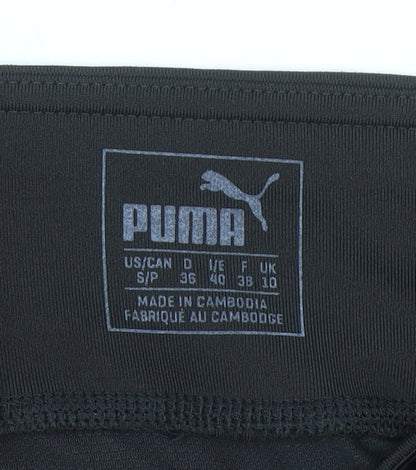 PUMA
US/CAN D I/E F UK
S/P 36 40 38 10
MADE IN CAMBODIA
FABRIQUÉ AU CAMBODGE